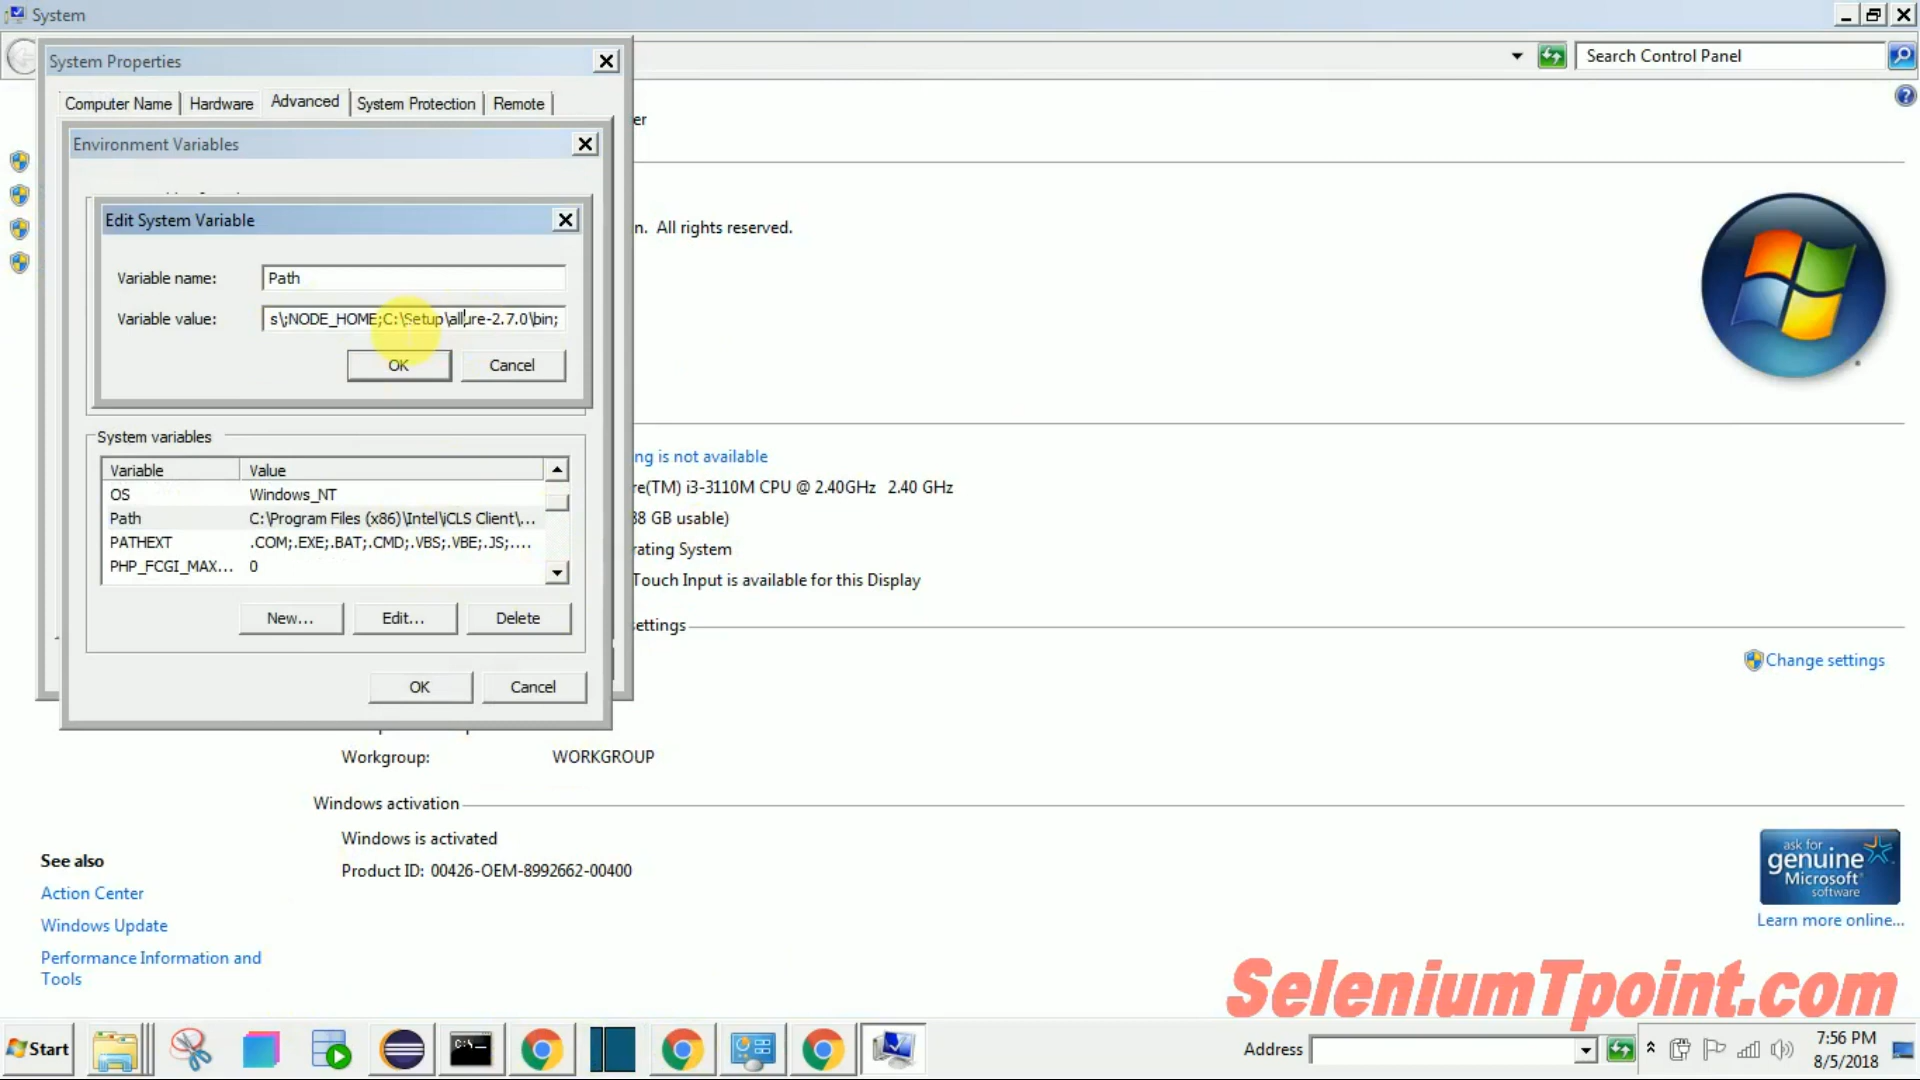 System
System Properties
Search Control Panel
Computer Name Hardware Advanced System Protection Remote
er
Environment Variables
Edit System Variable
n. All rights reserved.
Variable name: Path
Variable value: s\;NODE_HOME;C:\Setup\allure-2.7.0\bin;
OK Cancel
System variables
ng is not available
Variable Value
re(TM) i3-3110M CPU @ 2.40GHz 2.40 GHz
OS Windows_NT
Path C:\Program Files (x86)\Intel\iCLS Client\...
38 GB usable)
PATHEXT .COM;.EXE;.BAT;.CMD;.VBS;.VBE;.JS;....
rating System
PHP_FCGI_MAX... 0
Touch Input is available for this Display
New... Edit... Delete
settings
Change settings
OK Cancel
Workgroup: WORKGROUP
Windows activation
Windows is activated
Product ID: 00426-OEM-8992662-00400
See also
Action Center
Windows Update
Performance Information and
Tools
ask for
genuine
Microsoft
software
Learn more online...
SeleniumTpoint.com
Start
C:\_
Address
7:56 PM
8/5/2018